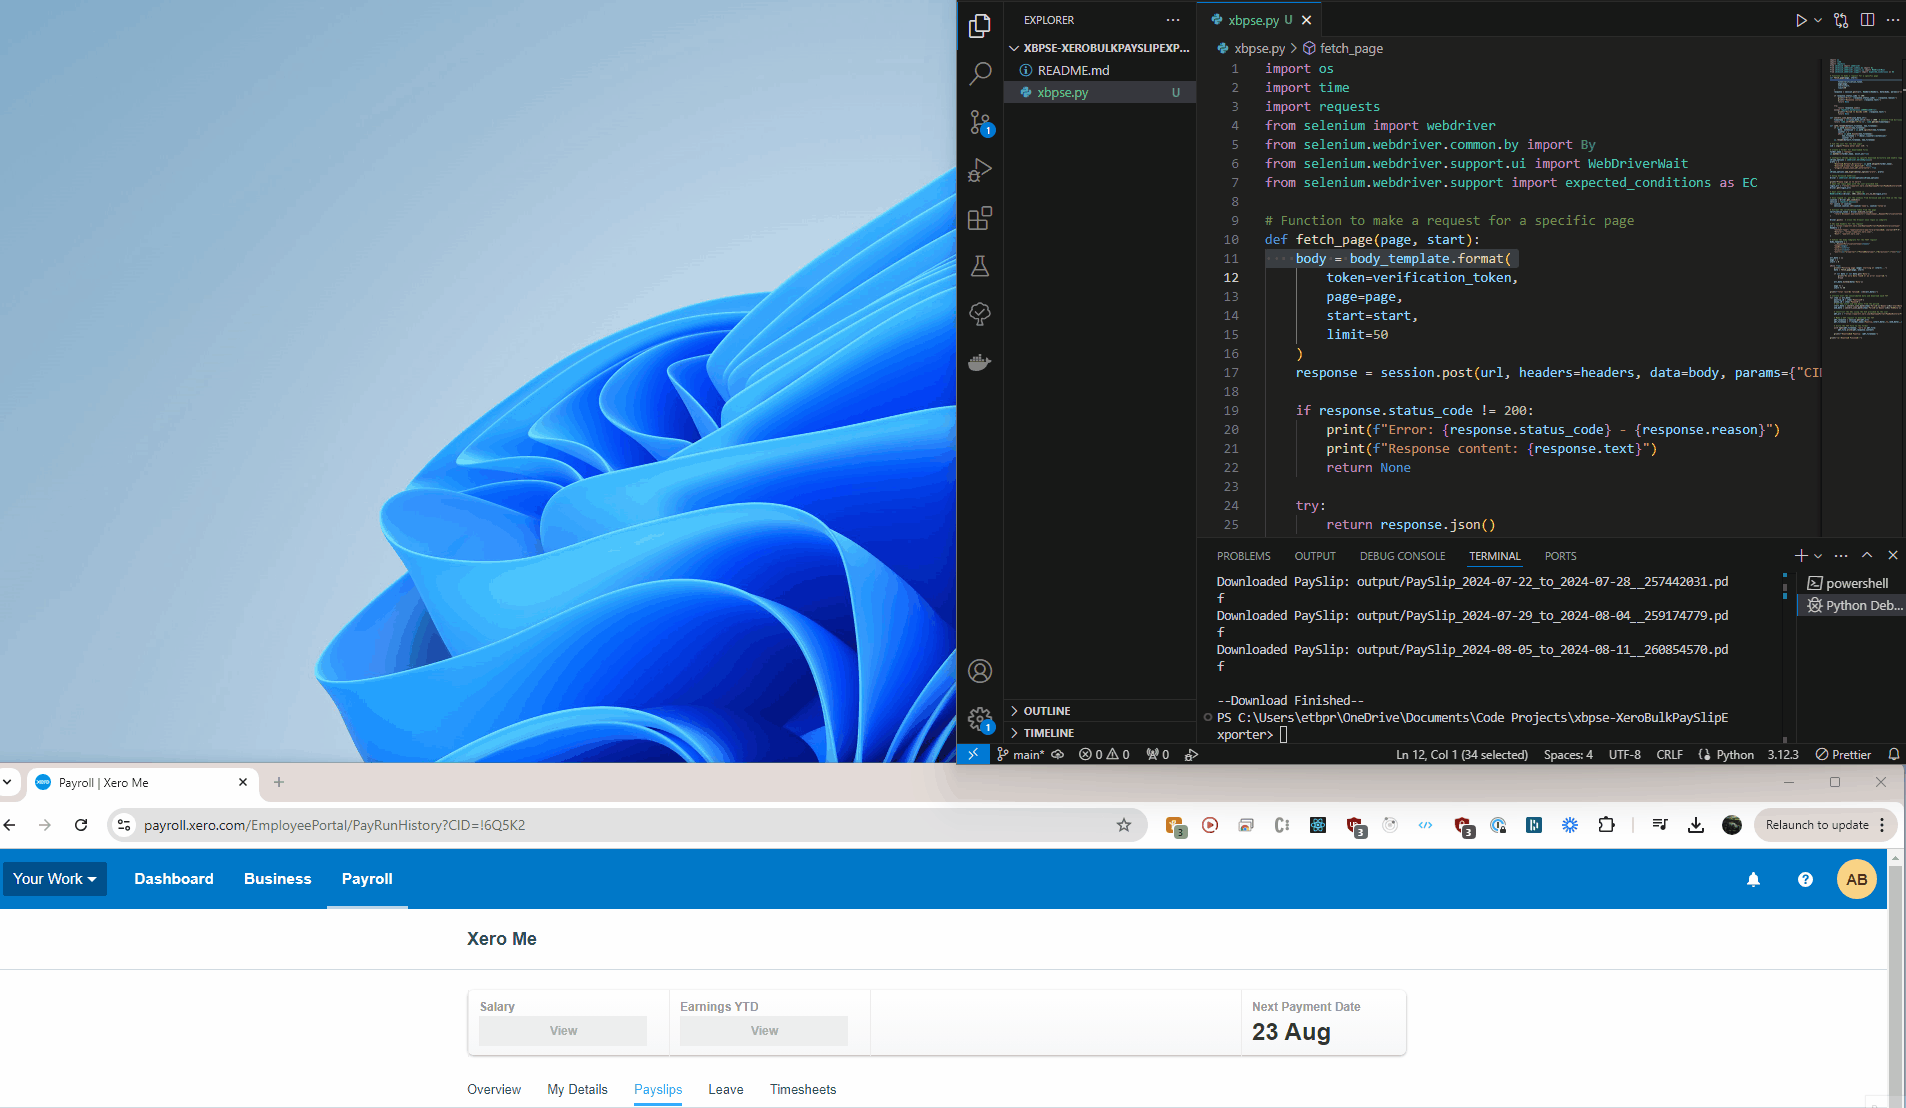 EXPLORER
XBPSE-XEROBULKPAYSLIPEXP...
README.md
xbpse.py U
1
OUTLINE
TIMELINE
1
xbpse.py U
xbpse.py > fetch_page
1 import os
2 import time
3 import requests
4 from selenium import webdriver
5 from selenium.webdriver.common.by import By
6 from selenium.webdriver.support.ui import WebDriverWait
7 from selenium.webdriver.support import expected_conditions as EC
8
9 # Function to make a request for a specific page
10 def fetch_page(page, start):
11 ····body = body_template.format(
12 token=verification_token,
13 page=page,
14 start=start,
15 limit=50
16 )
17 response = session.post(url, headers=headers, data=body, params={"CI
18
19 if response.status_code != 200:
20 print(f"Error: {response.status_code} - {response.reason}")
21 print(f"Response content: {response.text}")
22 return None
23
24 try:
25 return response.json()
PROBLEMS OUTPUT DEBUG CONSOLE TERMINAL PORTS
Downloaded PaySlip: output/PaySlip_2024-07-22_to_2024-07-28__257442031.pd
f
Downloaded PaySlip: output/PaySlip_2024-07-29_to_2024-08-04__259174779.pd
f
Downloaded PaySlip: output/PaySlip_2024-08-05_to_2024-08-11__260854570.pd
f
--Download Finished--
PS C:\Users\etbpr\OneDrive\Documents\Code Projects\xbpse-XeroBulkPaySlipE
xporter>
powershell
Python Deb...
main* 0 0 0 Ln 12, Col 1 (34 selected) Spaces: 4 UTF-8 CRLF Python 3.12.3 Prettier
xero Payroll | Xero Me
payroll.xero.com/EmployeePortal/PayRunHistory?CID=!6Q5K2 3 3 3 Relaunch to update
Your Work Dashboard Business Payroll AB
Xero Me
Salary Earnings YTD Next Payment Date
View View 23 Aug
Overview My Details Payslips Leave Timesheets